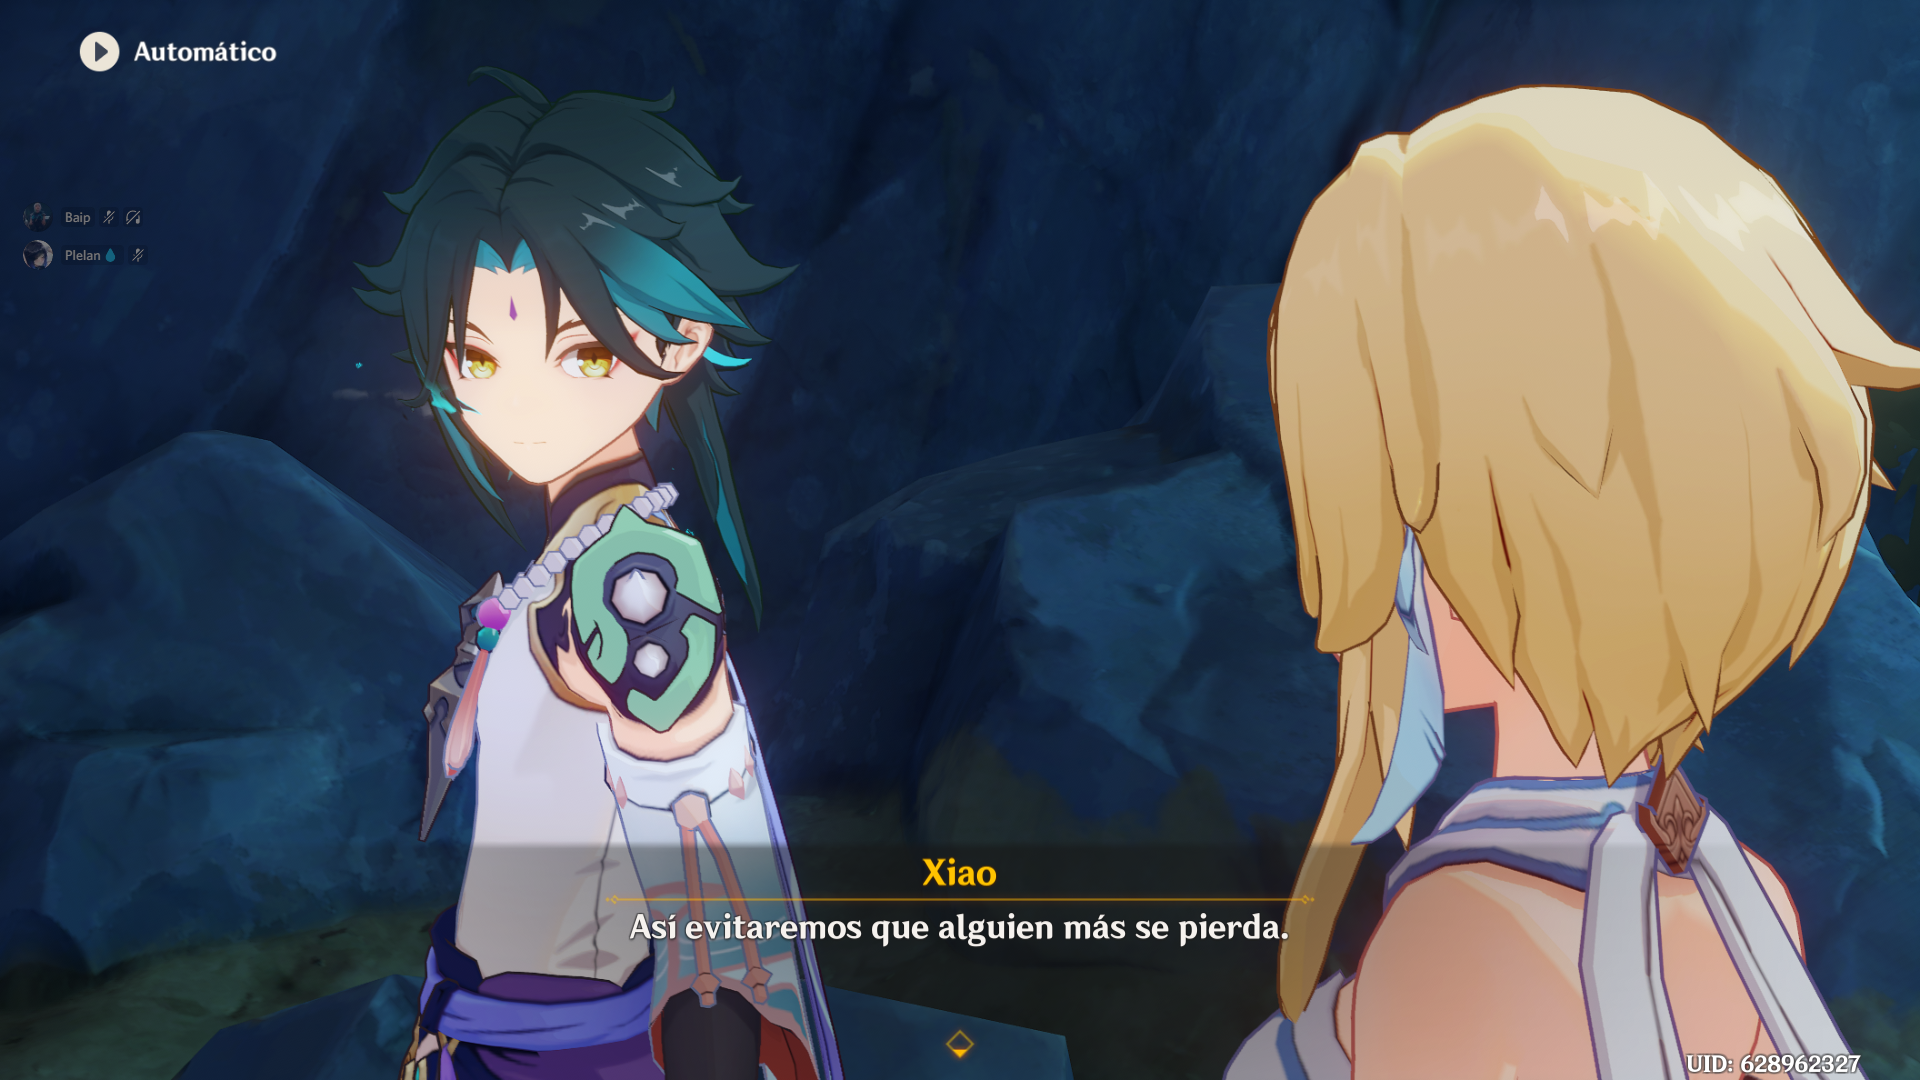 Automático
Baip
Plelan
Xiao
Así evitaremos que alguien más se pierda.
UID: 628962327